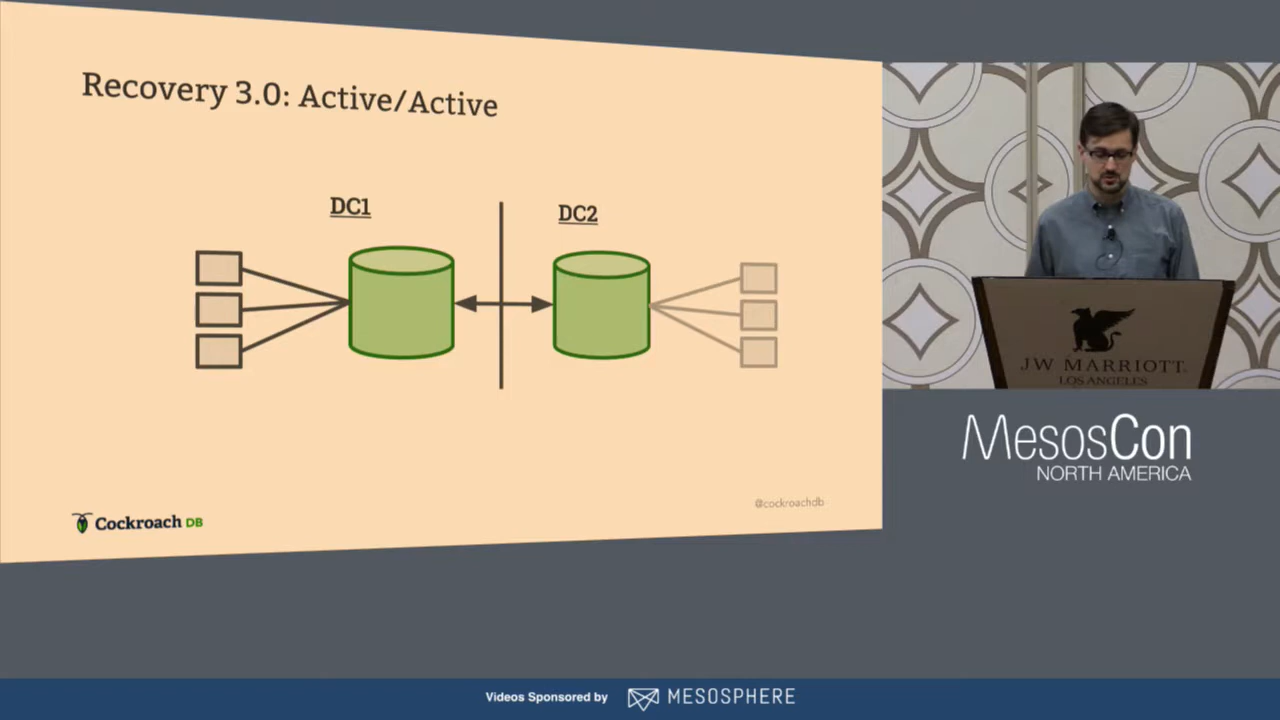 Recovery 3.0: Active/Active
DC1
DC2
Cockroach DB
@cockroachdb
JW MARRIOTT
LOS ANGELES
MesosCon
NORTH AMERICA
Videos Sponsored by MESOSPHERE